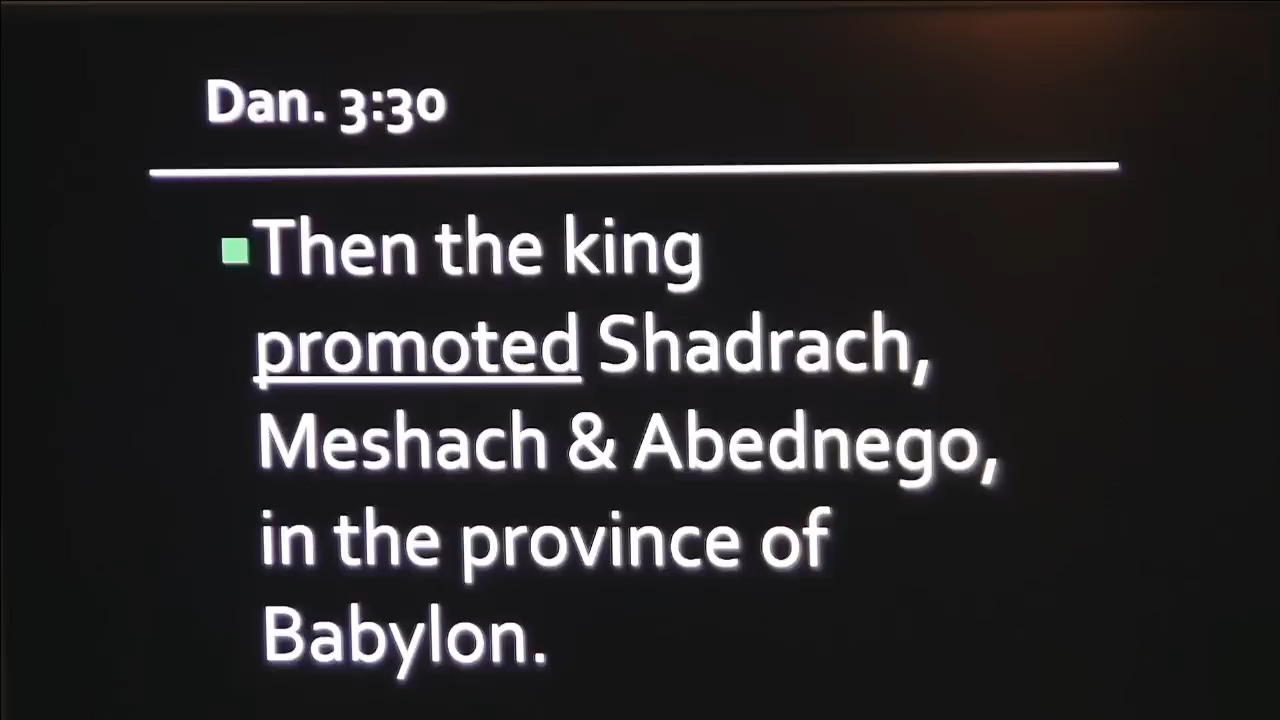 Dan. 3:30
Then the king
promoted Shadrach,
Meshach & Abednego,
in the province of
Babylon.